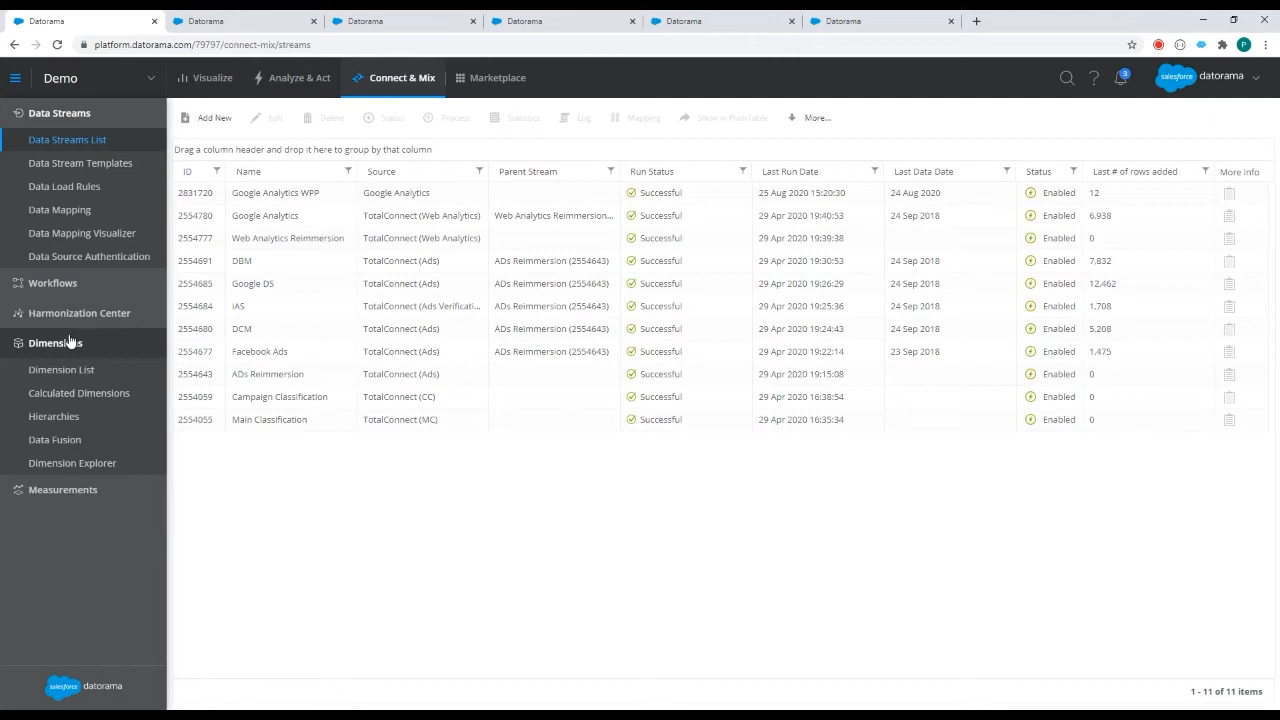 Datorama Datorama Datorama Datorama Datorama Datorama
platform.datorama.com/79797/connect-mix/streams P
Demo Visualize Analyze & Act Connect & Mix Marketplace 3 salesforce datorama
Data Streams
Data Streams List
Data Stream Templates
Data Load Rules
Data Mapping
Data Mapping Visualizer
Data Source Authentication
Workflows
Harmonization Center
Dimensions
Dimension List
Calculated Dimensions
Hierarchies
Data Fusion
Dimension Explorer
Measurements
salesforce datorama
Add New Edit Delete Status Process Statistics Log Mapping Show in PivotTable More...
Drag a column header and drop it here to group by that column
ID Name Source Parent Stream Run Status Last Run Date Last Data Date Status Last # of rows added More Info
2831720 Google Analytics WPP Google Analytics Successful 25 Aug 2020 15:20:30 24 Aug 2020 Enabled 12
2554780 Google Analytics TotalConnect (Web Analytics) Web Analytics Reimmersion... Successful 29 Apr 2020 19:40:53 24 Sep 2018 Enabled 6,938
2554777 Web Analytics Reimmersion TotalConnect (Web Analytics) Successful 29 Apr 2020 19:39:38 Enabled 0
2554691 DBM TotalConnect (Ads) ADs Reimmersion (2554643) Successful 29 Apr 2020 19:30:53 24 Sep 2018 Enabled 7,832
2554685 Google DS TotalConnect (Ads) ADs Reimmersion (2554643) Successful 29 Apr 2020 19:26:29 24 Sep 2018 Enabled 12,462
2554684 IAS TotalConnect (Ads Verificati... ADs Reimmersion (2554643) Successful 29 Apr 2020 19:25:36 24 Sep 2018 Enabled 1,708
2554680 DCM TotalConnect (Ads) ADs Reimmersion (2554643) Successful 29 Apr 2020 19:24:43 24 Sep 2018 Enabled 5,208
2554677 Facebook Ads TotalConnect (Ads) ADs Reimmersion (2554643) Successful 29 Apr 2020 19:22:14 23 Sep 2018 Enabled 1,475
2554643 ADs Reimmersion TotalConnect (Ads) Successful 29 Apr 2020 19:15:08 Enabled 0
2554059 Campaign Classification TotalConnect (CC) Successful 29 Apr 2020 16:38:54 Enabled 0
2554055 Main Classification TotalConnect (MC) Successful 29 Apr 2020 16:35:34 Enabled 0
1 - 11 of 11 items